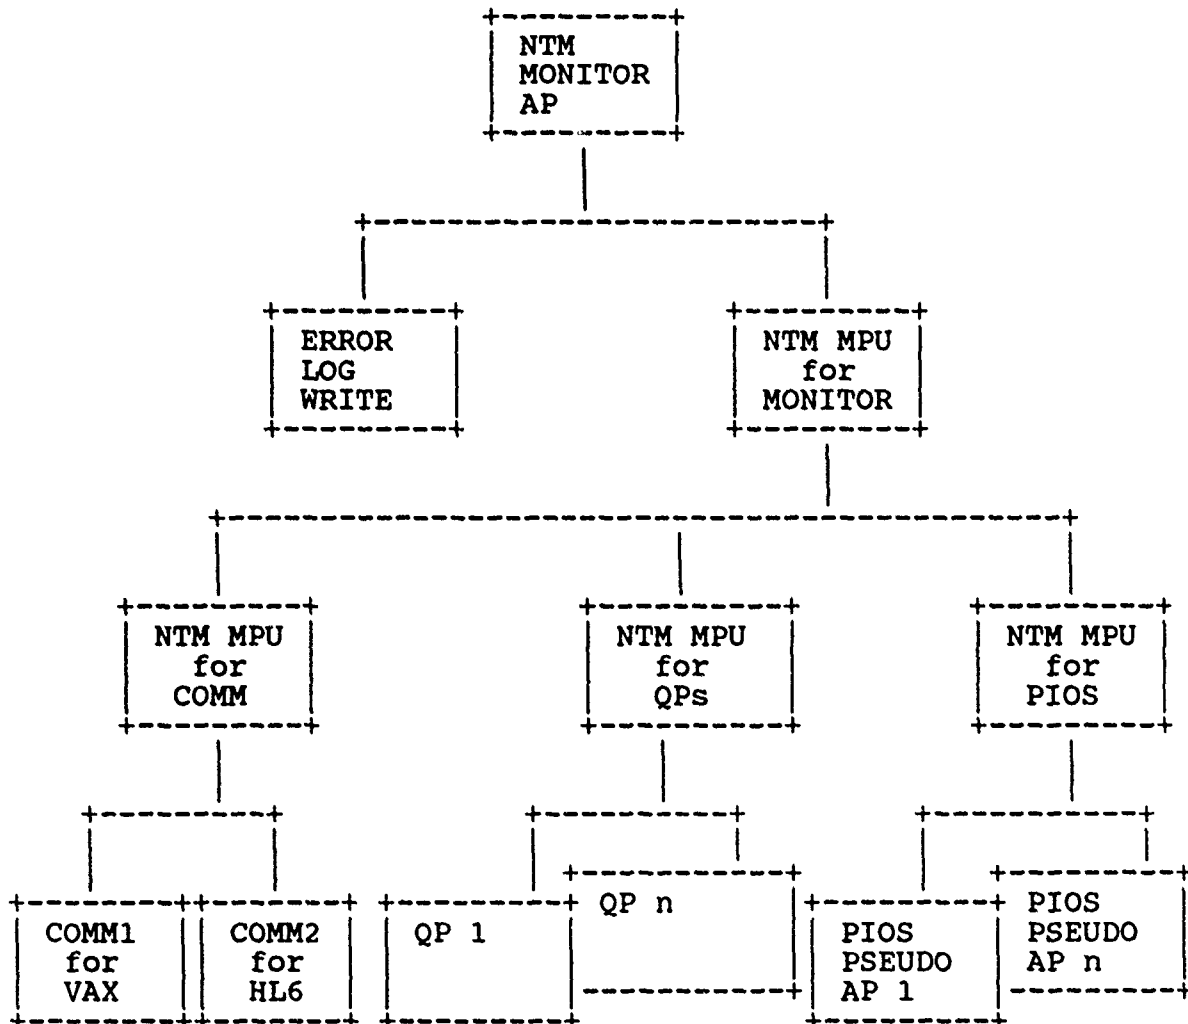 NTM
MONITOR
AP
ERROR
LOG
WRITE
NTM MPU
for
MONITOR
NTM MPU
for
COMM
NTM MPU
for
QPs
NTM MPU
for
PIOS
COMM1
for
VAX
COMM2
for
HL6
QP 1
QP n
PIOS
PSEUDO
AP 1
PIOS
PSEUDO
AP n